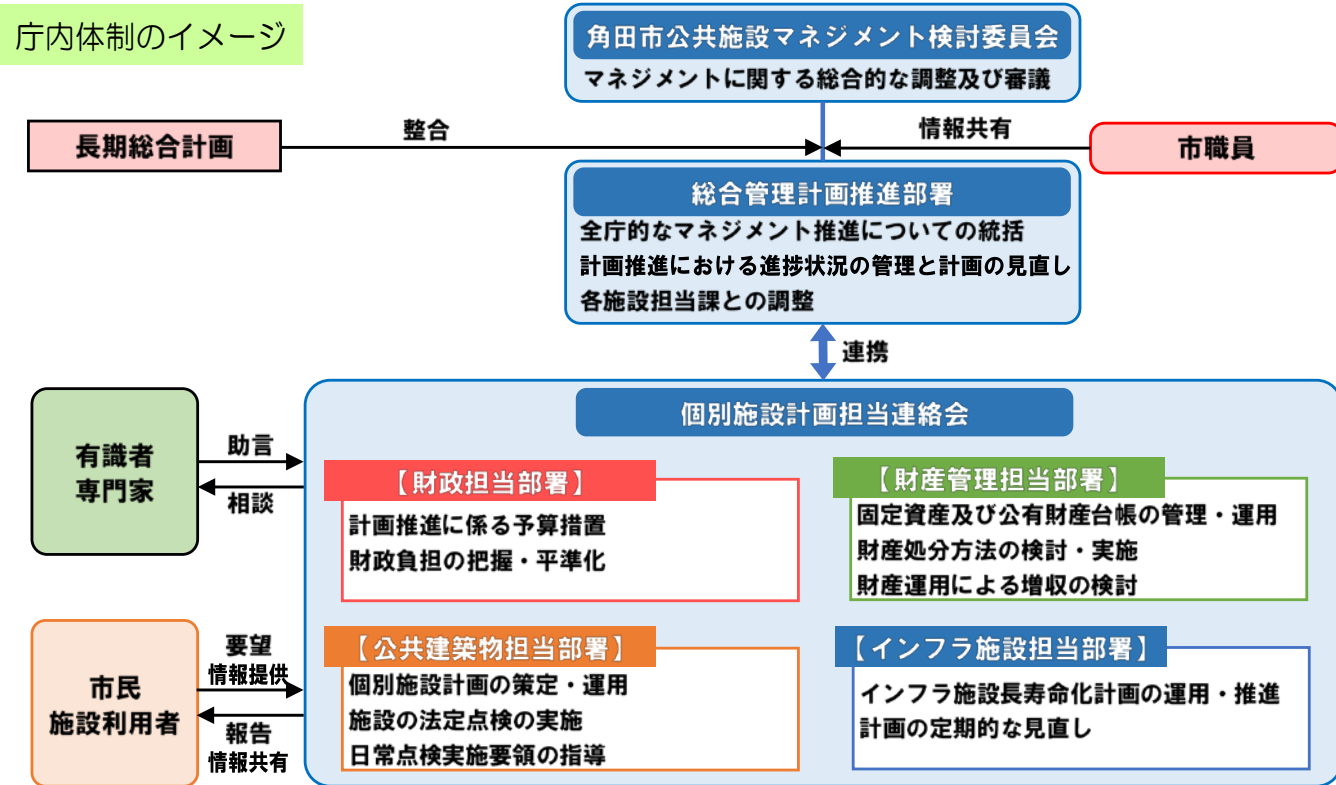 庁内体制のイメージ
角田市公共施設マネジメント検討委員会
マネジメントに関する総合的な調整及び審議
長期総合計画
整合
情報共有
市職員
総合管理計画推進部署
全庁的なマネジメント推進についての統括
計画推進における進捗状況の管理と計画の見直し
各施設担当課との調整
連携
個別施設計画担当連絡会
有識者
専門家
助言
相談
【財政担当部署】
計画推進に係る予算措置
財政負担の把握・平準化
【財産管理担当部署】
固定資産及び公有財産台帳の管理・運用
財産処分方法の検討・実施
財産運用による増収の検討
市民
施設利用者
要望
情報提供
報告
情報共有
【公共建築物担当部署】
個別施設計画の策定・運用
施設の法定点検の実施
日常点検実施要領の指導
【インフラ施設担当部署】
インフラ施設長寿命化計画の運用・推進
計画の定期的な見直し